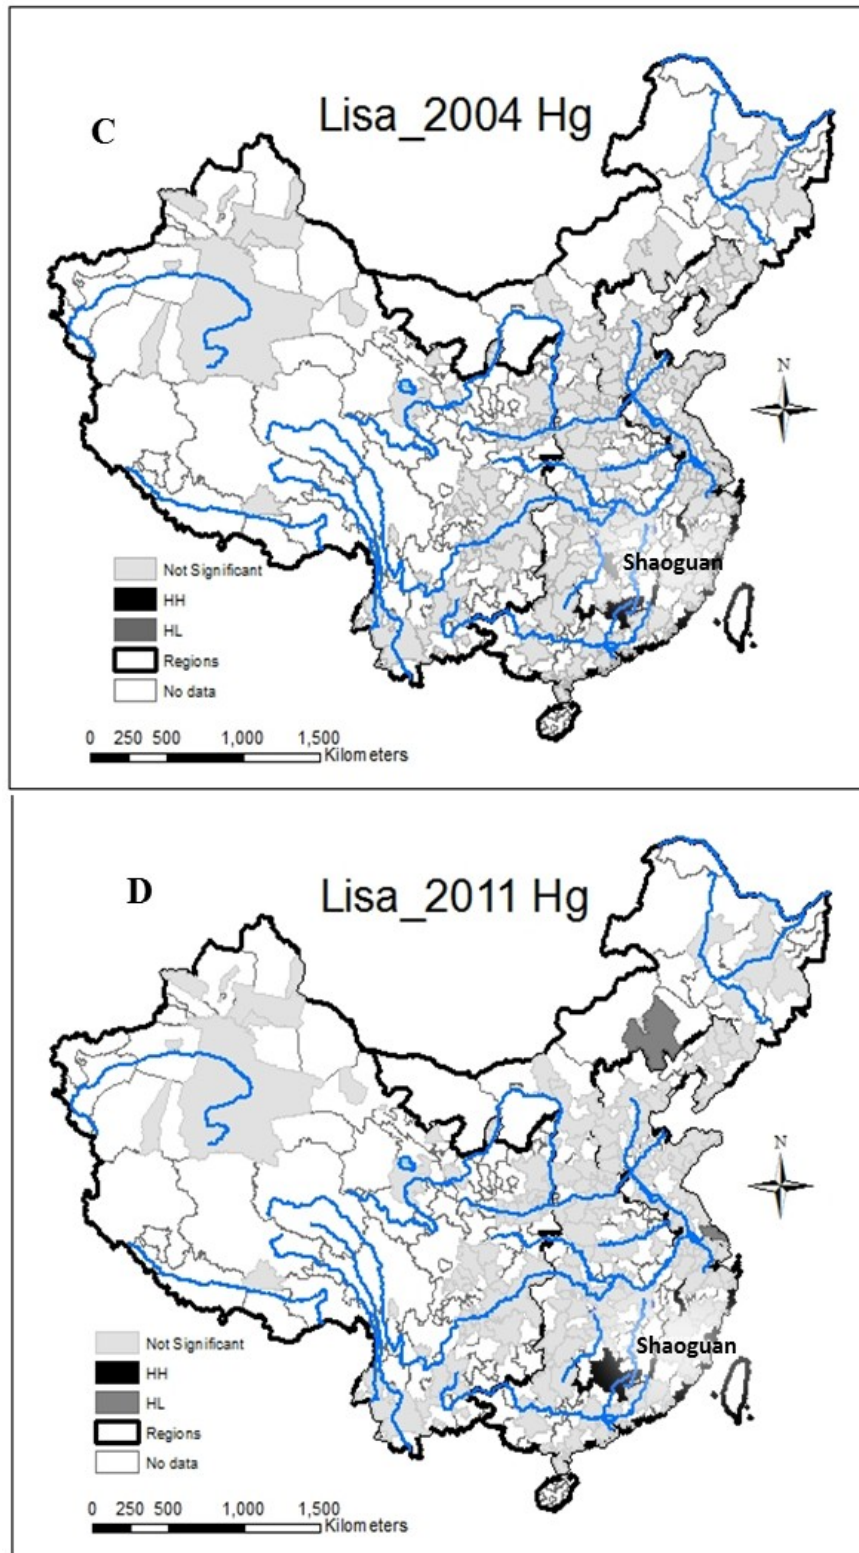 C
Lisa_2004 Hg
N
Shaoguan
Not Significant
HH
HL
Regions
No data
0 250 500 1,000 1,500
Kilometers
D
Lisa_2011 Hg
N
Shaoguan
Not Significant
HH
HL
Regions
No data
0 250 500 1,000 1,500
Kilometers